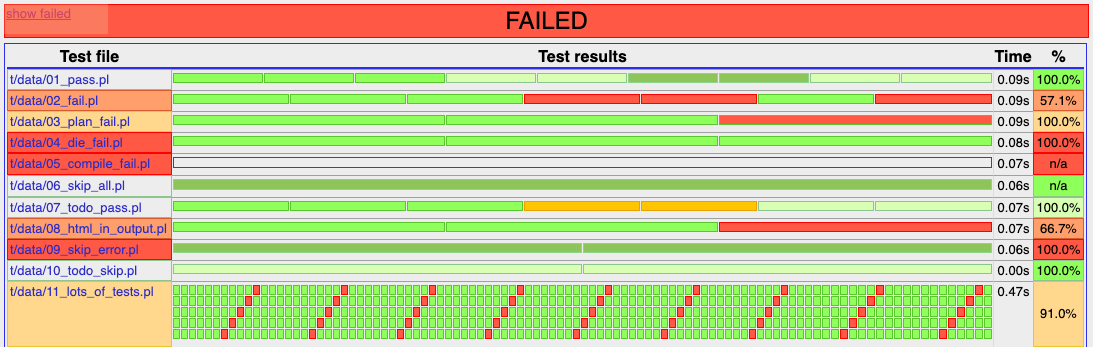 show failed
FAILED
Test file Test results Time %
t/data/01_pass.pl 0.09s 100.0%
t/data/02_fail.pl 0.09s 57.1%
t/data/03_plan_fail.pl 0.09s 100.0%
t/data/04_die_fail.pl 0.08s 100.0%
t/data/05_compile_fail.pl 0.07s n/a
t/data/06_skip_all.pl 0.06s n/a
t/data/07_todo_pass.pl 0.07s 100.0%
t/data/08_html_in_output.pl 0.07s 66.7%
t/data/09_skip_error.pl 0.06s 100.0%
t/data/10_todo_skip.pl 0.00s 100.0%
t/data/11_lots_of_tests.pl 0.47s 91.0%